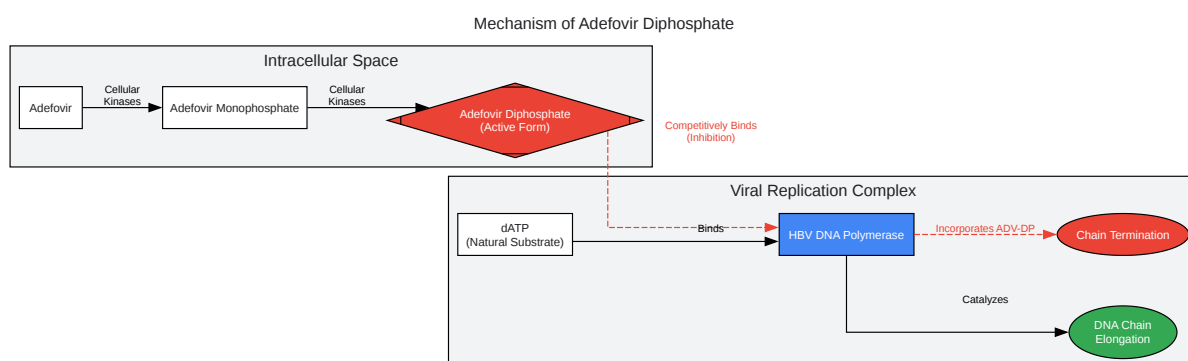 Mechanism of Adefovir Diphosphate
Intracellular Space
Adefovir
Cellular
Kinases
Adefovir Monophosphate
Cellular
Kinases
Adefovir Diphosphate
(Active Form)
Competitively Binds
(Inhibition)
Viral Replication Complex
dATP
(Natural Substrate)
Binds
HBV DNA Polymerase
Incorporates ADV-DP
Chain Termination
Catalyzes
DNA Chain
Elongation